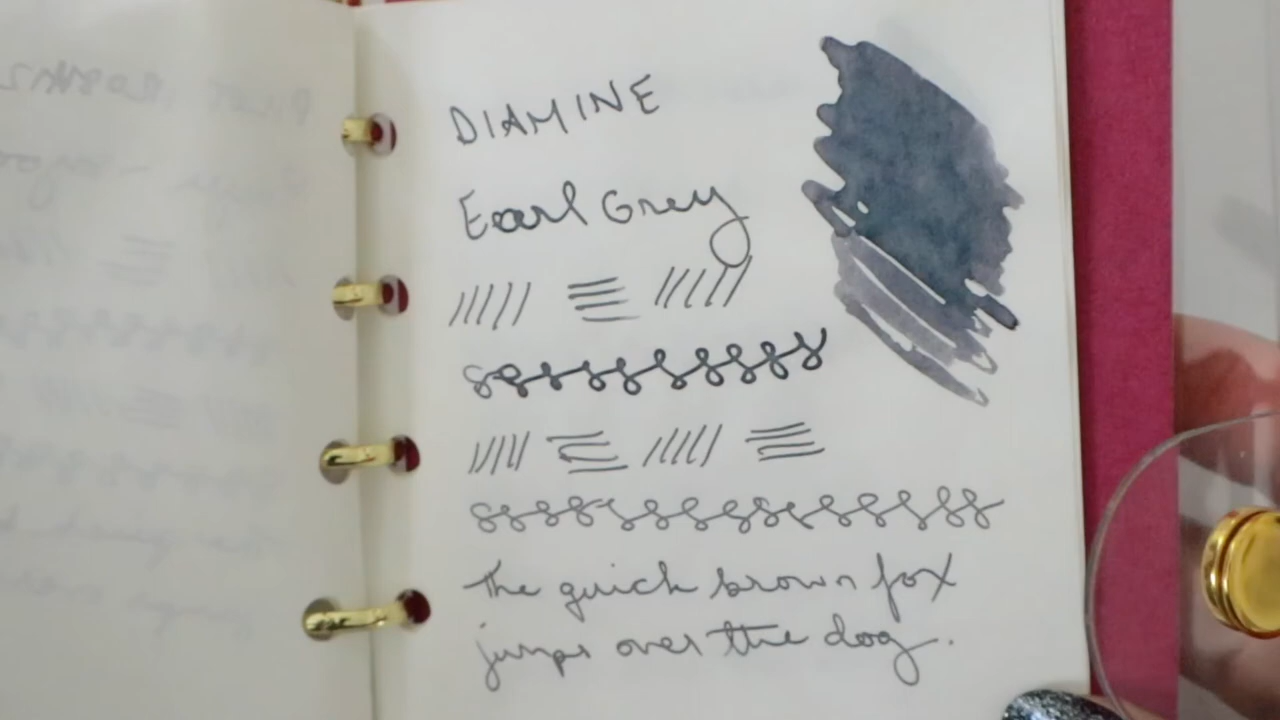 DIAMINE
Earl Grey
the quick brown fox
jumps over the dog.